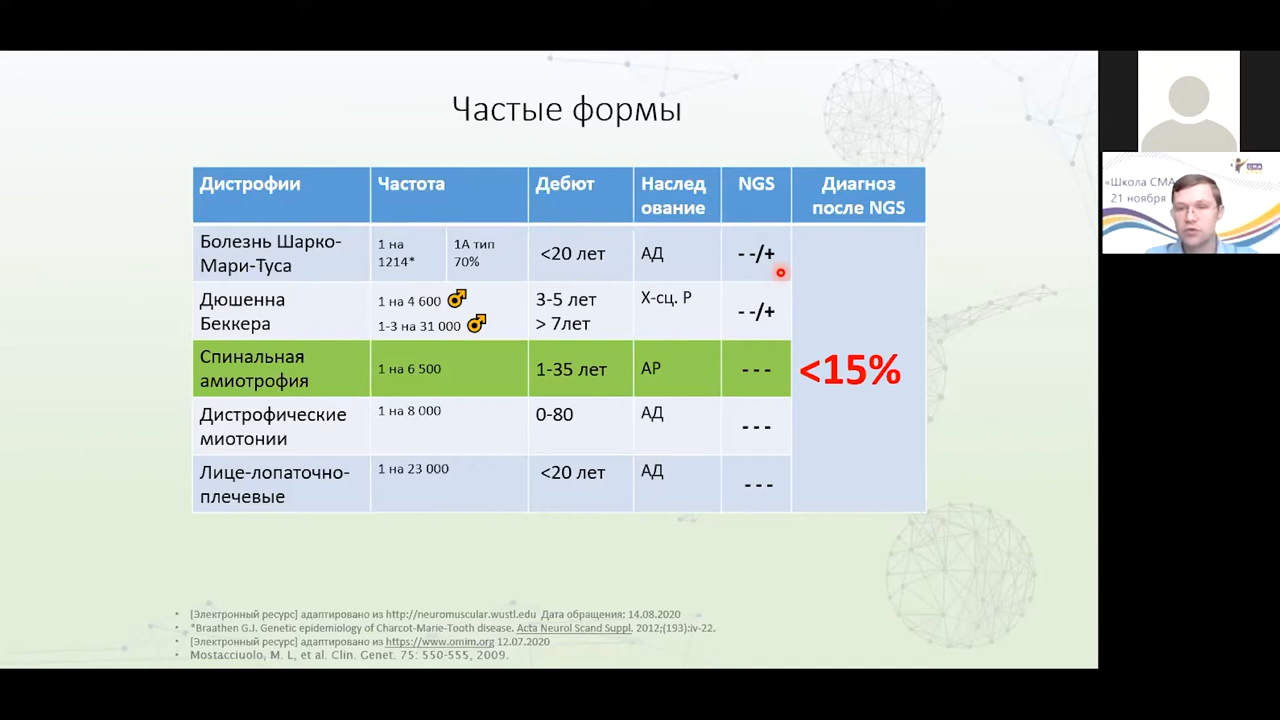 Частые формы
Дистрофии
Частота
Дебют
Наслед
ование
NGS
Диагноз
после NGS
Болезнь Шарко-
Мари-Туса
1 на
1214*
1А тип
70%
<20 лет
АД
- -/+
Дюшенна
Беккера
1 на 4 600
1-3 на 31 000
3-5 лет
> 7лет
Х-сц. Р
- -/+
Спинальная
амиотрофия
1 на 6 500
1-35 лет
АР
- - -
<15%
Дистрофические
миотонии
1 на 8 000
0-80
АД
- - -
Лице-лопаточно-
плечевые
1 на 23 000
<20 лет
АД
- - -
• [Электронный ресурс] адаптировано из http://neuromuscular.wustl.edu Дата обращения: 14.08.2020
• *Braathen G.J. Genetic epidemiology of Charcot-Marie-Tooth disease. Acta Neurol Scand Suppl. 2012;(193):iv-22.
• [Электронный ресурс] адаптировано из https://www.omim.org 12.07.2020
• Mostacciuolo, M. L, et al. Clin. Genet. 75: 550-555, 2009.
СМА
«Школа СМА
21 ноября